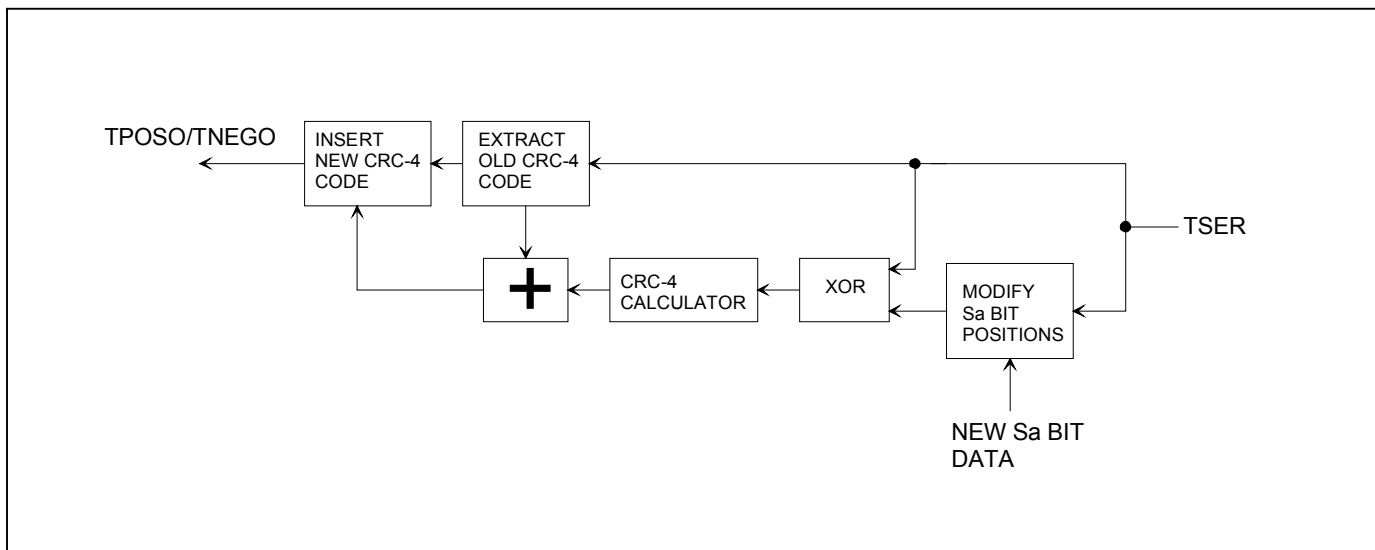 TPOSO/TNEGO
INSERT
NEW CRC-4
CODE
EXTRACT
OLD CRC-4
CODE
TSER
+
CRC-4
CALCULATOR
XOR
MODIFY
Sa BIT
POSITIONS
NEW Sa BIT
DATA